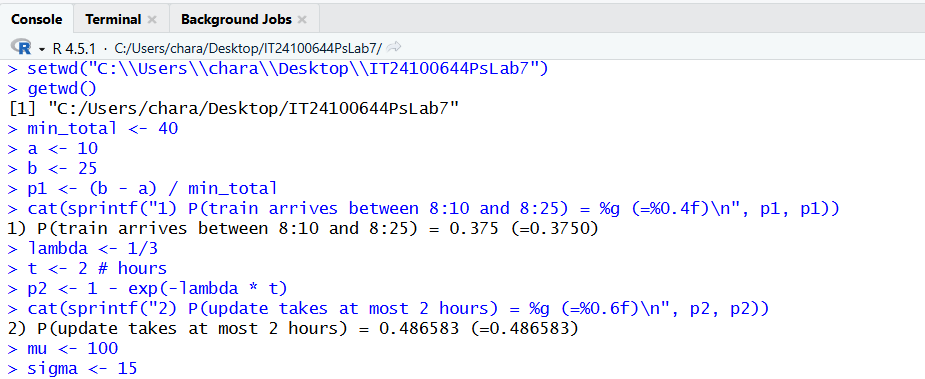 Console Terminal × Background Jobs ×
R 4.5.1 · C:/Users/chara/Desktop/IT24100644PsLab7/
> setwd("C:\\Users\\chara\\Desktop\\IT24100644PsLab7")
> getwd()
[1] "C:/Users/chara/Desktop/IT24100644PsLab7"
> min_total <- 40
> a <- 10
> b <- 25
> p1 <- (b - a) / min_total
> cat(sprintf("1) P(train arrives between 8:10 and 8:25) = %g (=%0.4f)\n", p1, p1))
1) P(train arrives between 8:10 and 8:25) = 0.375 (=0.3750)
> lambda <- 1/3
> t <- 2 # hours
> p2 <- 1 - exp(-lambda * t)
> cat(sprintf("2) P(update takes at most 2 hours) = %g (=%0.6f)\n", p2, p2))
2) P(update takes at most 2 hours) = 0.486583 (=0.486583)
> mu <- 100
> sigma <- 15